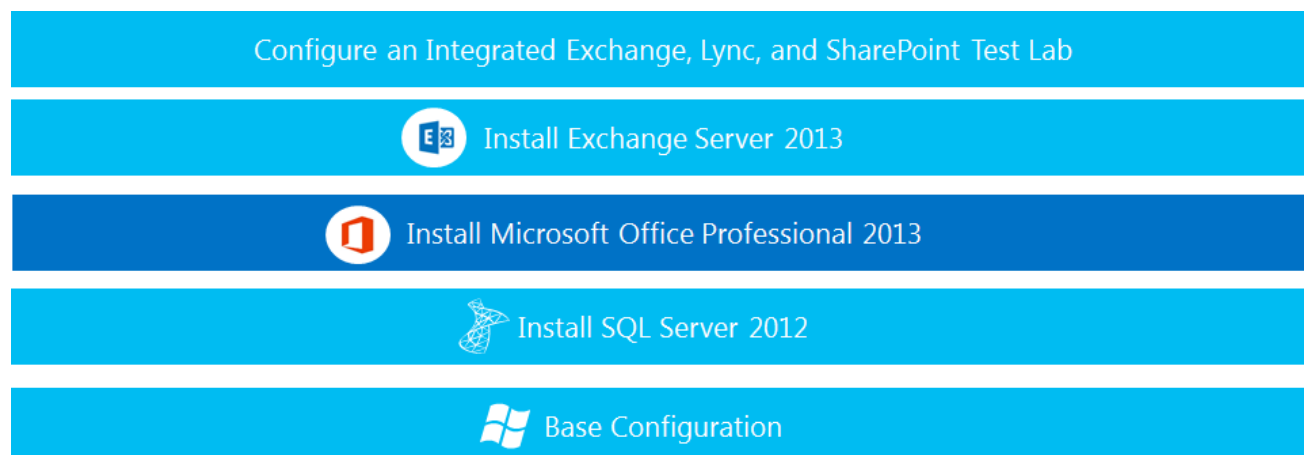 Configure an Integrated Exchange, Lync, and SharePoint Test Lab
Install Exchange Server 2013
Install Microsoft Office Professional 2013
Install SQL Server 2012
Base Configuration